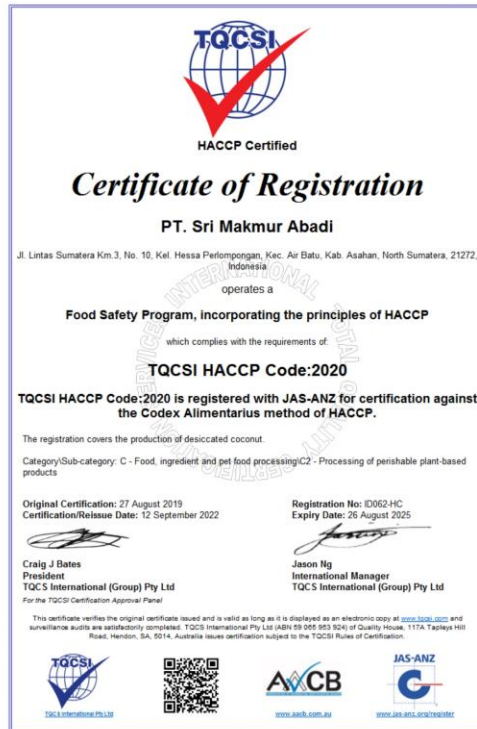 TQCSI
HACCP Certified
Certificate of Registration
PT. Sri Makmur Abadi
Jl. Lintas Sumatera Km.3, No. 10, Kel. Hessa Perlompongan, Kec. Air Batu, Kab. Asahan, North Sumatera, 21272,
Indonesia
operates a
Food Safety Program, incorporating the principles of HACCP
which complies with the requirements of:
TQCSI HACCP Code:2020
TQCSI HACCP Code:2020 is registered with JAS-ANZ for certification against
the Codex Alimentarius method of HACCP.
The registration covers the production of desiccated coconut.
Category\Sub-category: C - Food, ingredient and pet food processing\C2 - Processing of perishable plant-based
products
Original Certification: 27 August 2019
Certification/Reissue Date: 12 September 2022
Registration No: ID062-HC
Expiry Date: 26 August 2025
Craig J Bates
President
TQCS International (Group) Pty Ltd
For the TQCSI Certification Approval Panel
Jason Ng
International Manager
TQCS International (Group) Pty Ltd
This certificate verifies the original certificate issued and is valid as long as it is displayed as an electronic copy at www.tqcsi.com and
surveillance audits are satisfactorily completed. TQCS International Pty Ltd (ABN 59 065 953 924) of Quality House, 117A Tapleys Hill
Road, Hendon, SA, 5014, Australia issues certification subject to the TQCSI Rules of Certification.
TQCSI
TQCS International Pty Ltd
AACB
www.aacb.com.au
JAS-ANZ
C
www.jas-anz.org/register
INTERNATIONAL TOTAL QUALITY CERTIFICATION SERVICE